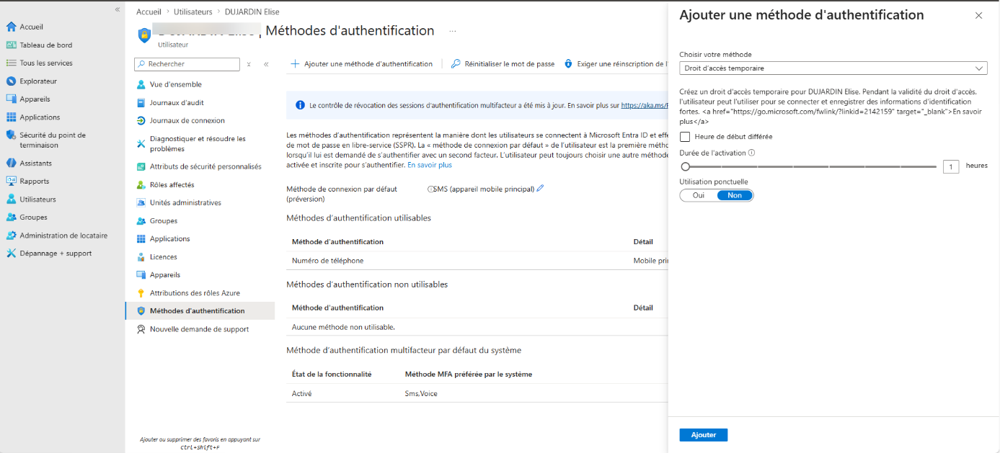 «
Accueil
Tableau de bord
Tous les services
Explorateur
Appareils
Applications
Sécurité du point de
terminaison
Assistants
Rapports
Utilisateurs
Groupes
Administration de locataire
Dépannage + support
Accueil > Utilisateurs > DUJARDIN Elise
| Méthodes d'authentification ...
Utilisateur
Rechercher
«
Vue d'ensemble
Journaux d'audit
Journaux de connexion
Diagnostiquer et résoudre les
problèmes
Attributs de sécurité personnalisés
Rôles affectés
Unités administratives
Groupes
Applications
Licences
Appareils
Attributions des rôles Azure
Méthodes d'authentification
Nouvelle demande de support
Ajouter ou supprimer des favoris en appuyant sur
Ctrl+Shift+F
+ Ajouter une méthode d'authentification | Réinitialiser le mot de passe Exiger une réinscription de l'
Le contrôle de révocation des sessions d'authentification multifacteur a été mis à jour. En savoir plus sur https://aka.ms/
Les méthodes d'authentification représentent la manière dont les utilisateurs se connectent à Microsoft Entra ID et effe
de mot de passe en libre-service (SSPR). La « méthode de connexion par défaut » de l'utilisateur est la première métho
lorsqu'il lui est demandé de s'authentifier avec un second facteur. L'utilisateur peut toujours choisir une autre méthode
activée et inscrite pour s'authentifier. En savoir plus
Méthode de connexion par défaut
(préversion)
SMS (appareil mobile principal)
Méthodes d'authentification utilisables
Méthode d'authentification Détail
Numéro de téléphone Mobile prin
Méthodes d'authentification non utilisables
Méthode d'authentification Détail
Aucune méthode non utilisable.
Méthode d'authentification multifacteur par défaut du système
État de la fonctionnalité Méthode MFA préférée par le système
Activé Sms,Voice
Ajouter une méthode d'authentification
Choisir votre méthode
Droit d'accès temporaire
Créez un droit d'accès temporaire pour DUJARDIN Elise. Pendant la validité du droit d'accès,
l'utilisateur peut l'utiliser pour se connecter et enregistrer des informations d'identification
fortes. <a href="https://go.microsoft.com/fwlink/?linkid=2142159" target="_blank">En savoir
plus</a>
Heure de début différée
Durée de l'activation
1 heures
Utilisation ponctuelle
Oui Non
Ajouter